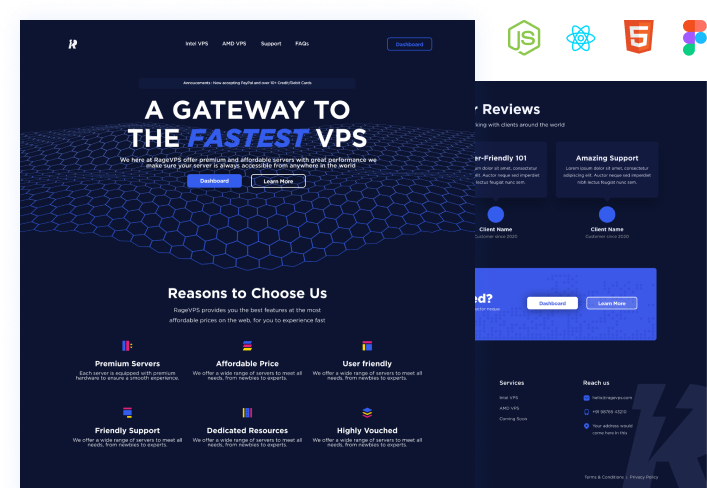 Intel VPS AMD VPS Support FAQs Dashboard
Announcements: Now accepting PayPal and over 10+ Credit/Debit Cards
A GATEWAY TO
THE FASTEST VPS
We here at RageVPS offer premium and affordable servers with great performance we
make sure your server is always accessible from anywhere in the world
Dashboard Learn More
Reasons to Choose Us
RageVPS provides you the best features at the most
affordable prices on the web, for you to experience fast
Premium Servers
Each server is equipped with premium
hardware to ensure a smooth experience.
Affordable Price
We offer a wide range of servers to meet all
needs, from newbies to experts.
User friendly
We offer a wide range of servers to meet all
needs, from newbies to experts.
Friendly Support
We offer a wide range of servers to meet all
needs, from newbies to experts.
Dedicated Resources
We offer a wide range of servers to meet all
needs, from newbies to experts.
Highly Vouched
We offer a wide range of servers to meet all
needs, from newbies to experts.
JS
5
r Reviews
king with clients around the world
er-Friendly 101
m dolor sit amet, consectetur
elit. Auctor neque sed imperdiet
lectus feugiat nunc sem.
Client Name
Customer since 2020
Amazing Support
Lorem ipsum dolor sit amet, consectetur
adipiscing elit. Auctor neque sed imperdiet
nibh lectus feugiat nunc sem.
Client Name
Customer since 2020
ed?
auctor neque
Dashboard Learn More
Services
Intel VPS
AMD VPS
Coming Soon
Reach us
hello@ragevps.com
+91 98765 43210
Your address would
come here in this
Terms & Conditions | Privacy Policy